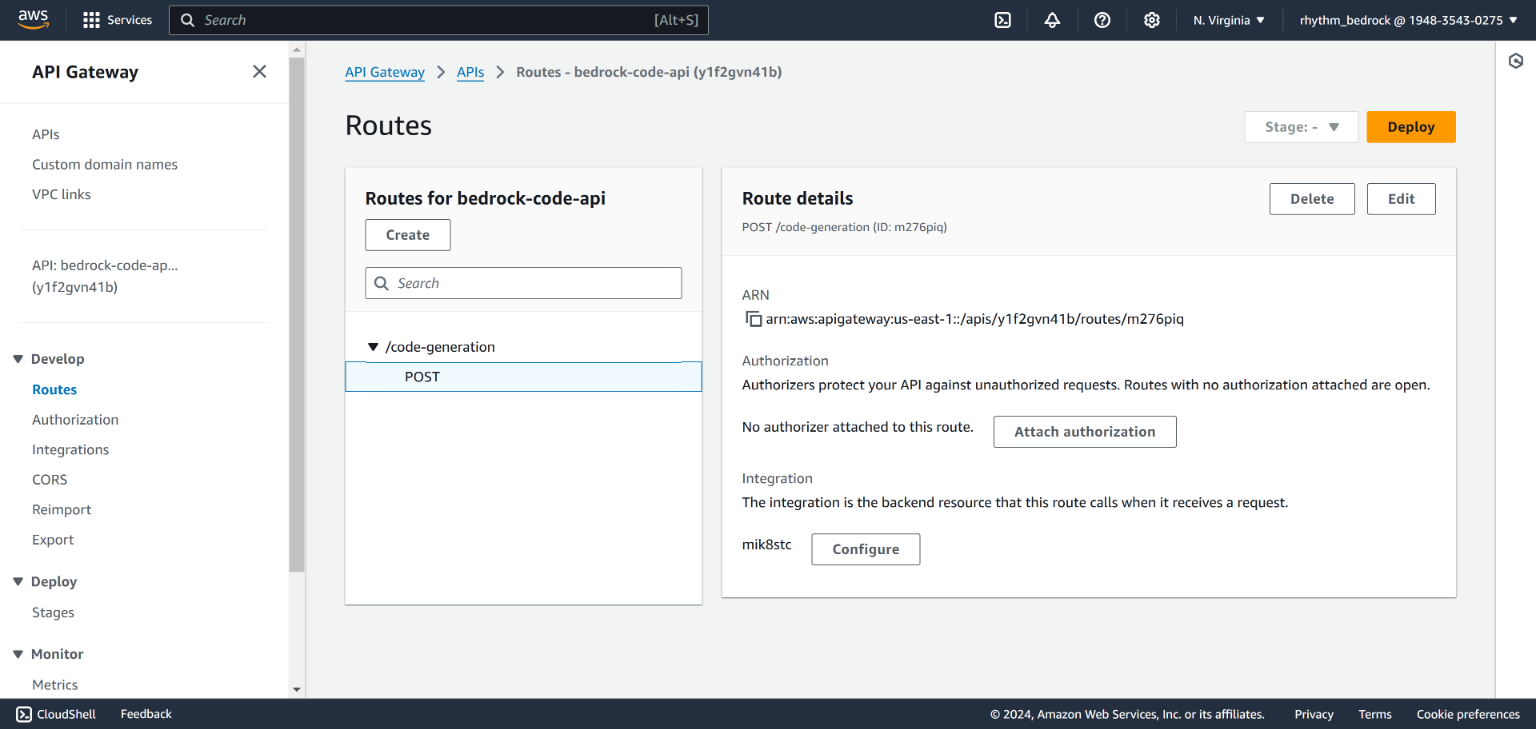 aws
Services
Search
[Alt+S]
N. Virginia
rhythm_bedrock @ 1948-3543-0275
API Gateway
APIs
Custom domain names
VPC links
API: bedrock-code-ap...
(y1f2gvn41b)
Develop
Routes
Authorization
Integrations
CORS
Reimport
Export
Deploy
Stages
Monitor
Metrics
API Gateway > APIs > Routes - bedrock-code-api (y1f2gvn41b)
Routes
Stage: -
Deploy
Routes for bedrock-code-api
Create
Search
/code-generation
POST
Route details
Delete
Edit
POST /code-generation (ID: m276piq)
ARN
arn:aws:apigateway:us-east-1::/apis/y1f2gvn41b/routes/m276piq
Authorization
Authorizers protect your API against unauthorized requests. Routes with no authorization attached are open.
No authorizer attached to this route.
Attach authorization
Integration
The integration is the backend resource that this route calls when it receives a request.
mik8stc
Configure
CloudShell
Feedback
© 2024, Amazon Web Services, Inc. or its affiliates.
Privacy
Terms
Cookie preferences